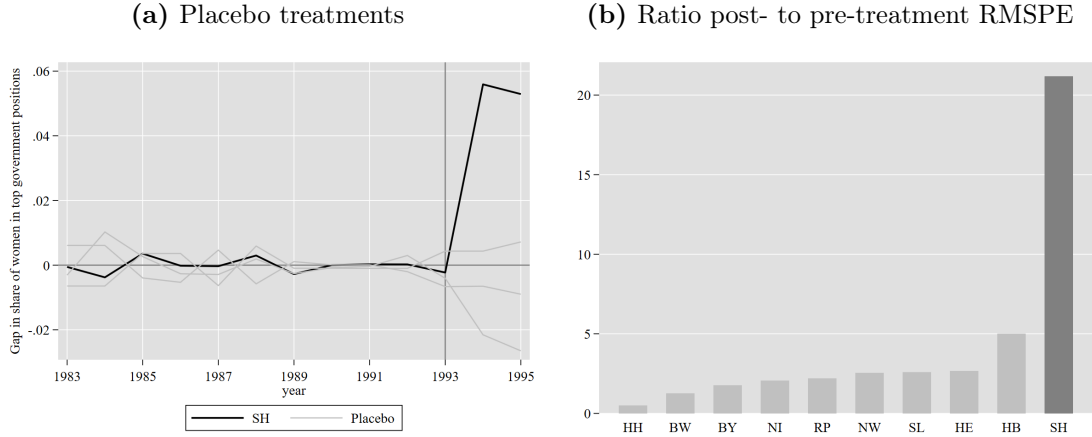 (a) Placebo treatments
Gap in share of women in top government positions
.06
.04
.02
0
-.02
1983 1985 1987 1989 1991 1993 1995
year
SH Placebo
(b) Ratio post- to pre-treatment RMSPE
20
15
10
5
0
HH BW BY NI RP NW SL HE HB SH